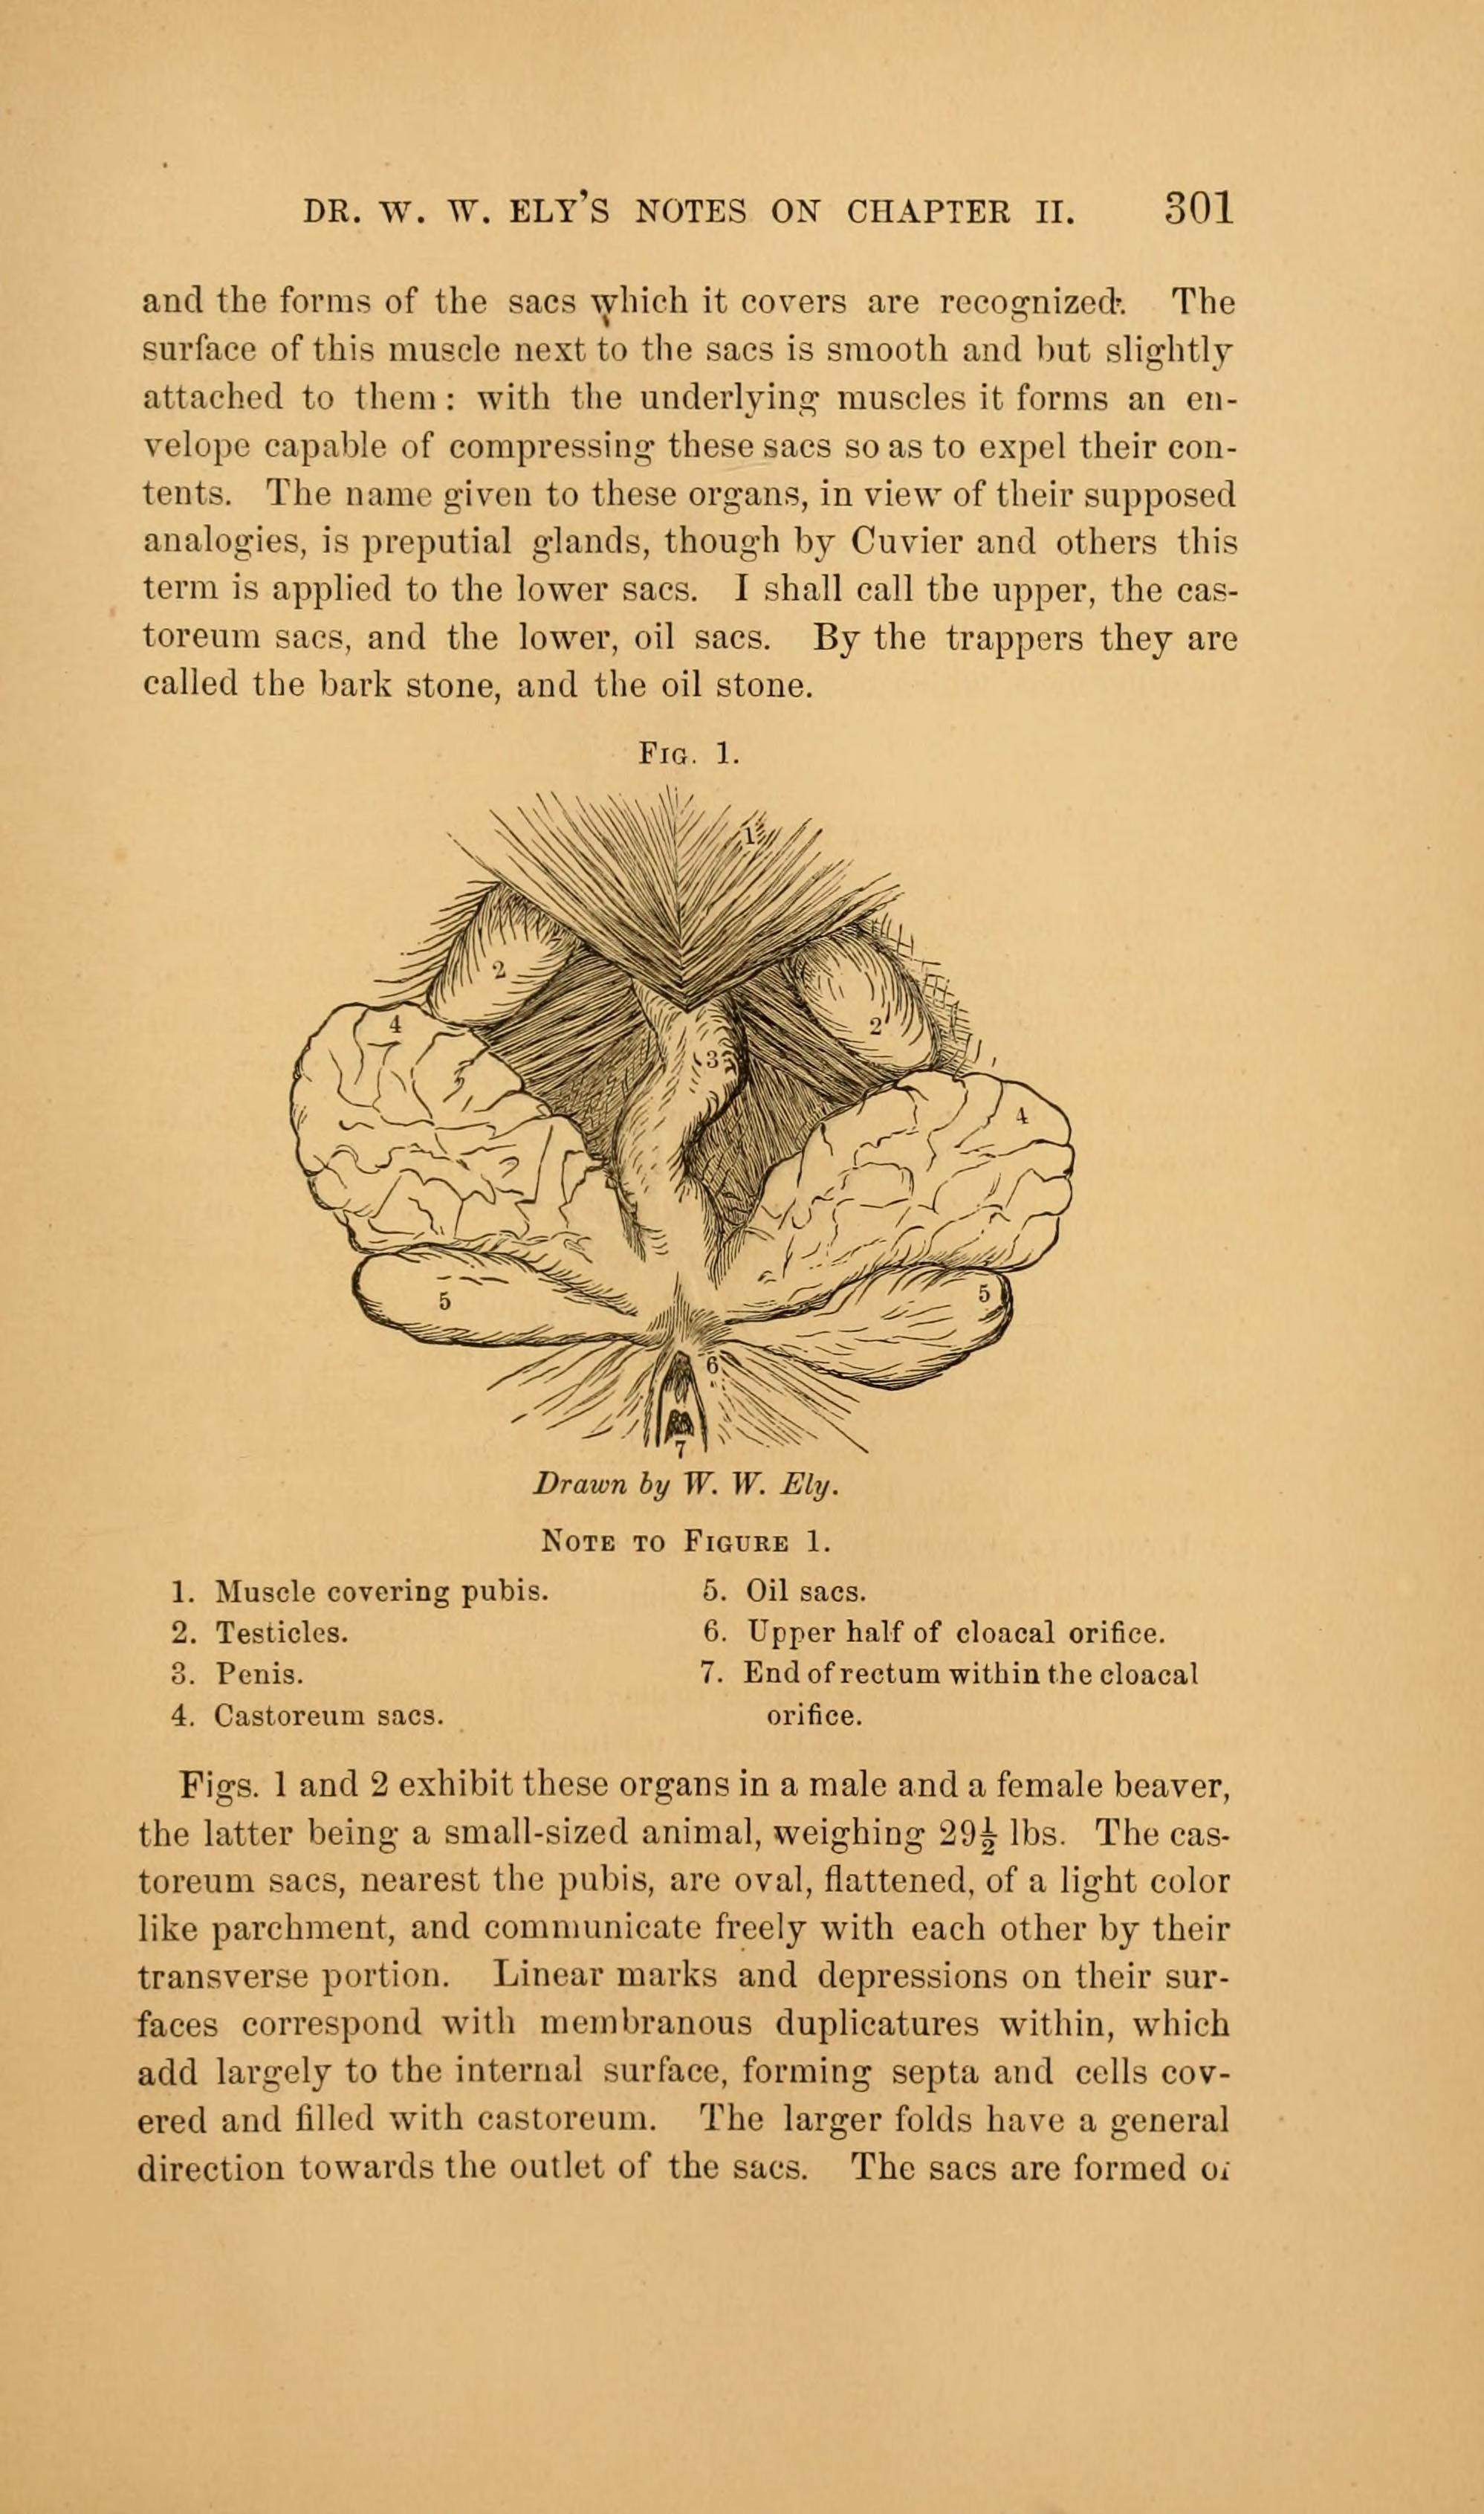 DR. W. W. ELY'S NOTES ON CHAPTER II. 301
and the forms of the sacs which it covers are recognized. The
surface of this muscle next to the sacs is smooth and but slightly
attached to them: with the underlying muscles it forms an en-
velope capable of compressing these sacs so as to expel their con-
tents. The name given to these organs, in view of their supposed
analogies, is preputial glands, though by Cuvier and others this
term is applied to the lower sacs. I shall call the upper, the cas-
toreum sacs, and the lower, oil sacs. By the trappers they are
called the bark stone, and the oil stone.
FIG. 1.
1
2
2
4
3
4
5
5
6
7
Drawn by W. W. Ely.
NOTE TO FIGURE 1.
1. Muscle covering pubis.
2. Testicles.
3. Penis.
4. Castoreum sacs.
5. Oil sacs.
6. Upper half of cloacal orifice.
7. End of rectum within the cloacal
orifice.
Figs. 1 and 2 exhibit these organs in a male and a female beaver,
the latter being a small-sized animal, weighing 29½ lbs. The cas-
toreum sacs, nearest the pubis, are oval, flattened, of a light color
like parchment, and communicate freely with each other by their
transverse portion. Linear marks and depressions on their sur-
faces correspond with membranous duplicatures within, which
add largely to the internal surface, forming septa and cells cov-
ered and filled with castoreum. The larger folds have a general
direction towards the outlet of the sacs. The sacs are formed of